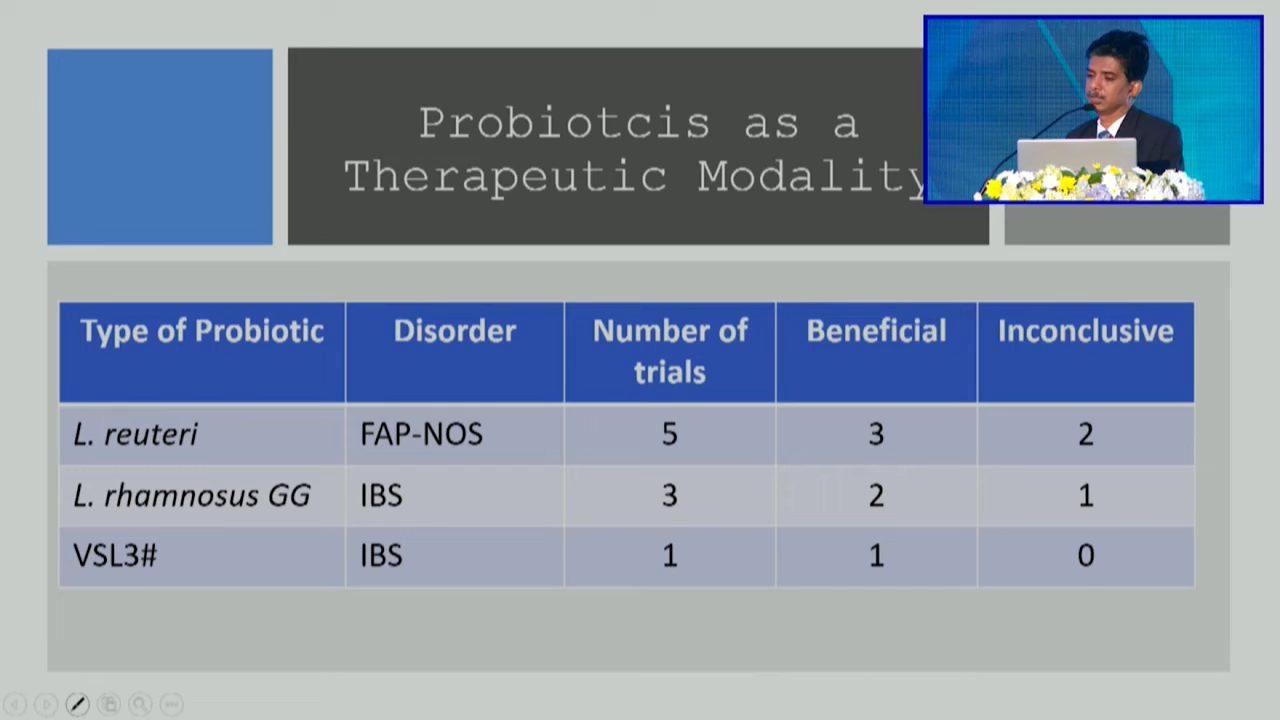 Probiotcis as a
Therapeutic Modality
Type of Probiotic Disorder Number of trials Beneficial Inconclusive
L. reuteri FAP-NOS 5 3 2
L. rhamnosus GG IBS 3 2 1
VSL3# IBS 1 1 0